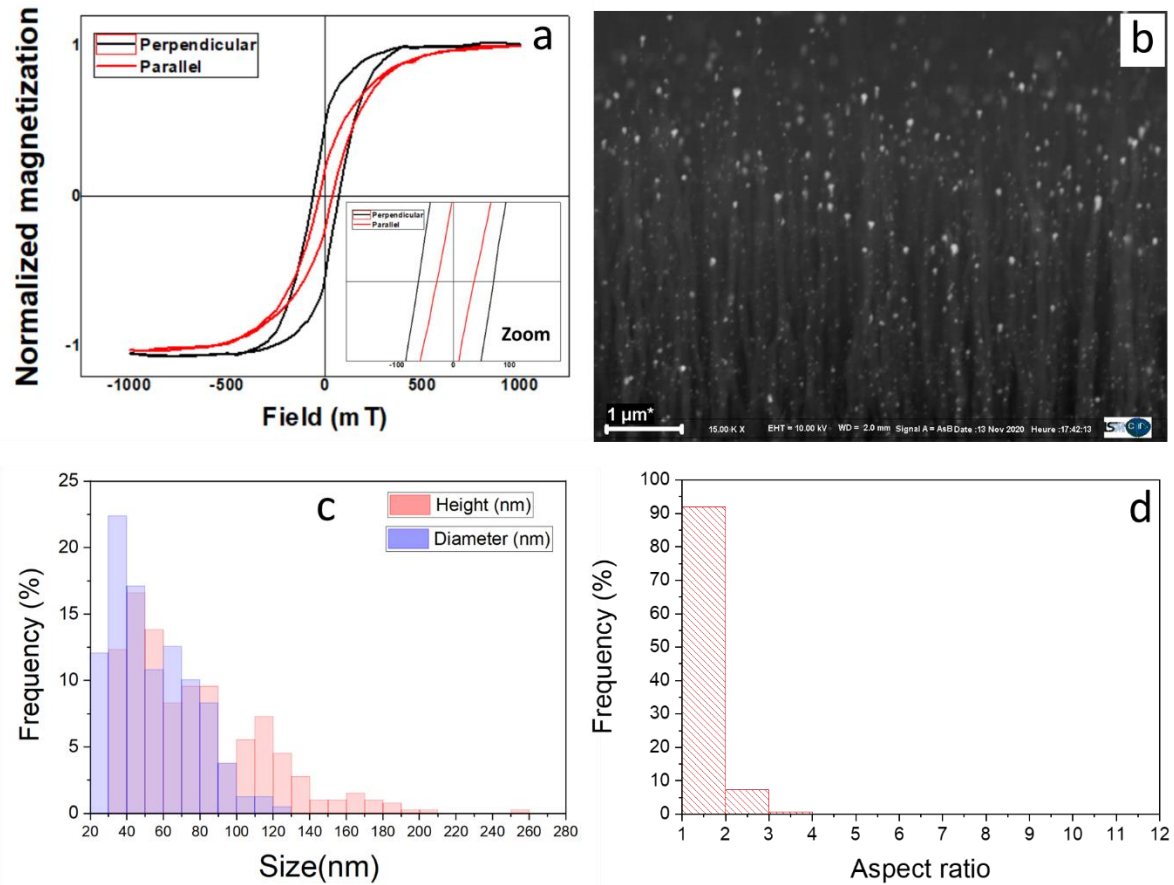 a
Perpendicular
Parallel
Normalized magnetization
1
0
-1
-1000
-500
0
500
1000
Field (m T)
Perpendicular
Parallel
Zoom
-100
0
100
b
1 µm*
15.00 K X EHT = 10.00 kV WD = 2.0 mm Signal A = AsB Date :13 Nov 2020 Heure :17:42:13
c
Height (nm)
Diameter (nm)
Frequency (%)
25
20
15
10
5
0
20 40 60 80 100 120 140 160 180 200 220 240 260 280
Size(nm)
d
Frequency (%)
100
90
80
70
60
50
40
30
20
10
0
1 2 3 4 5 6 7 8 9 10 11 12
Aspect ratio